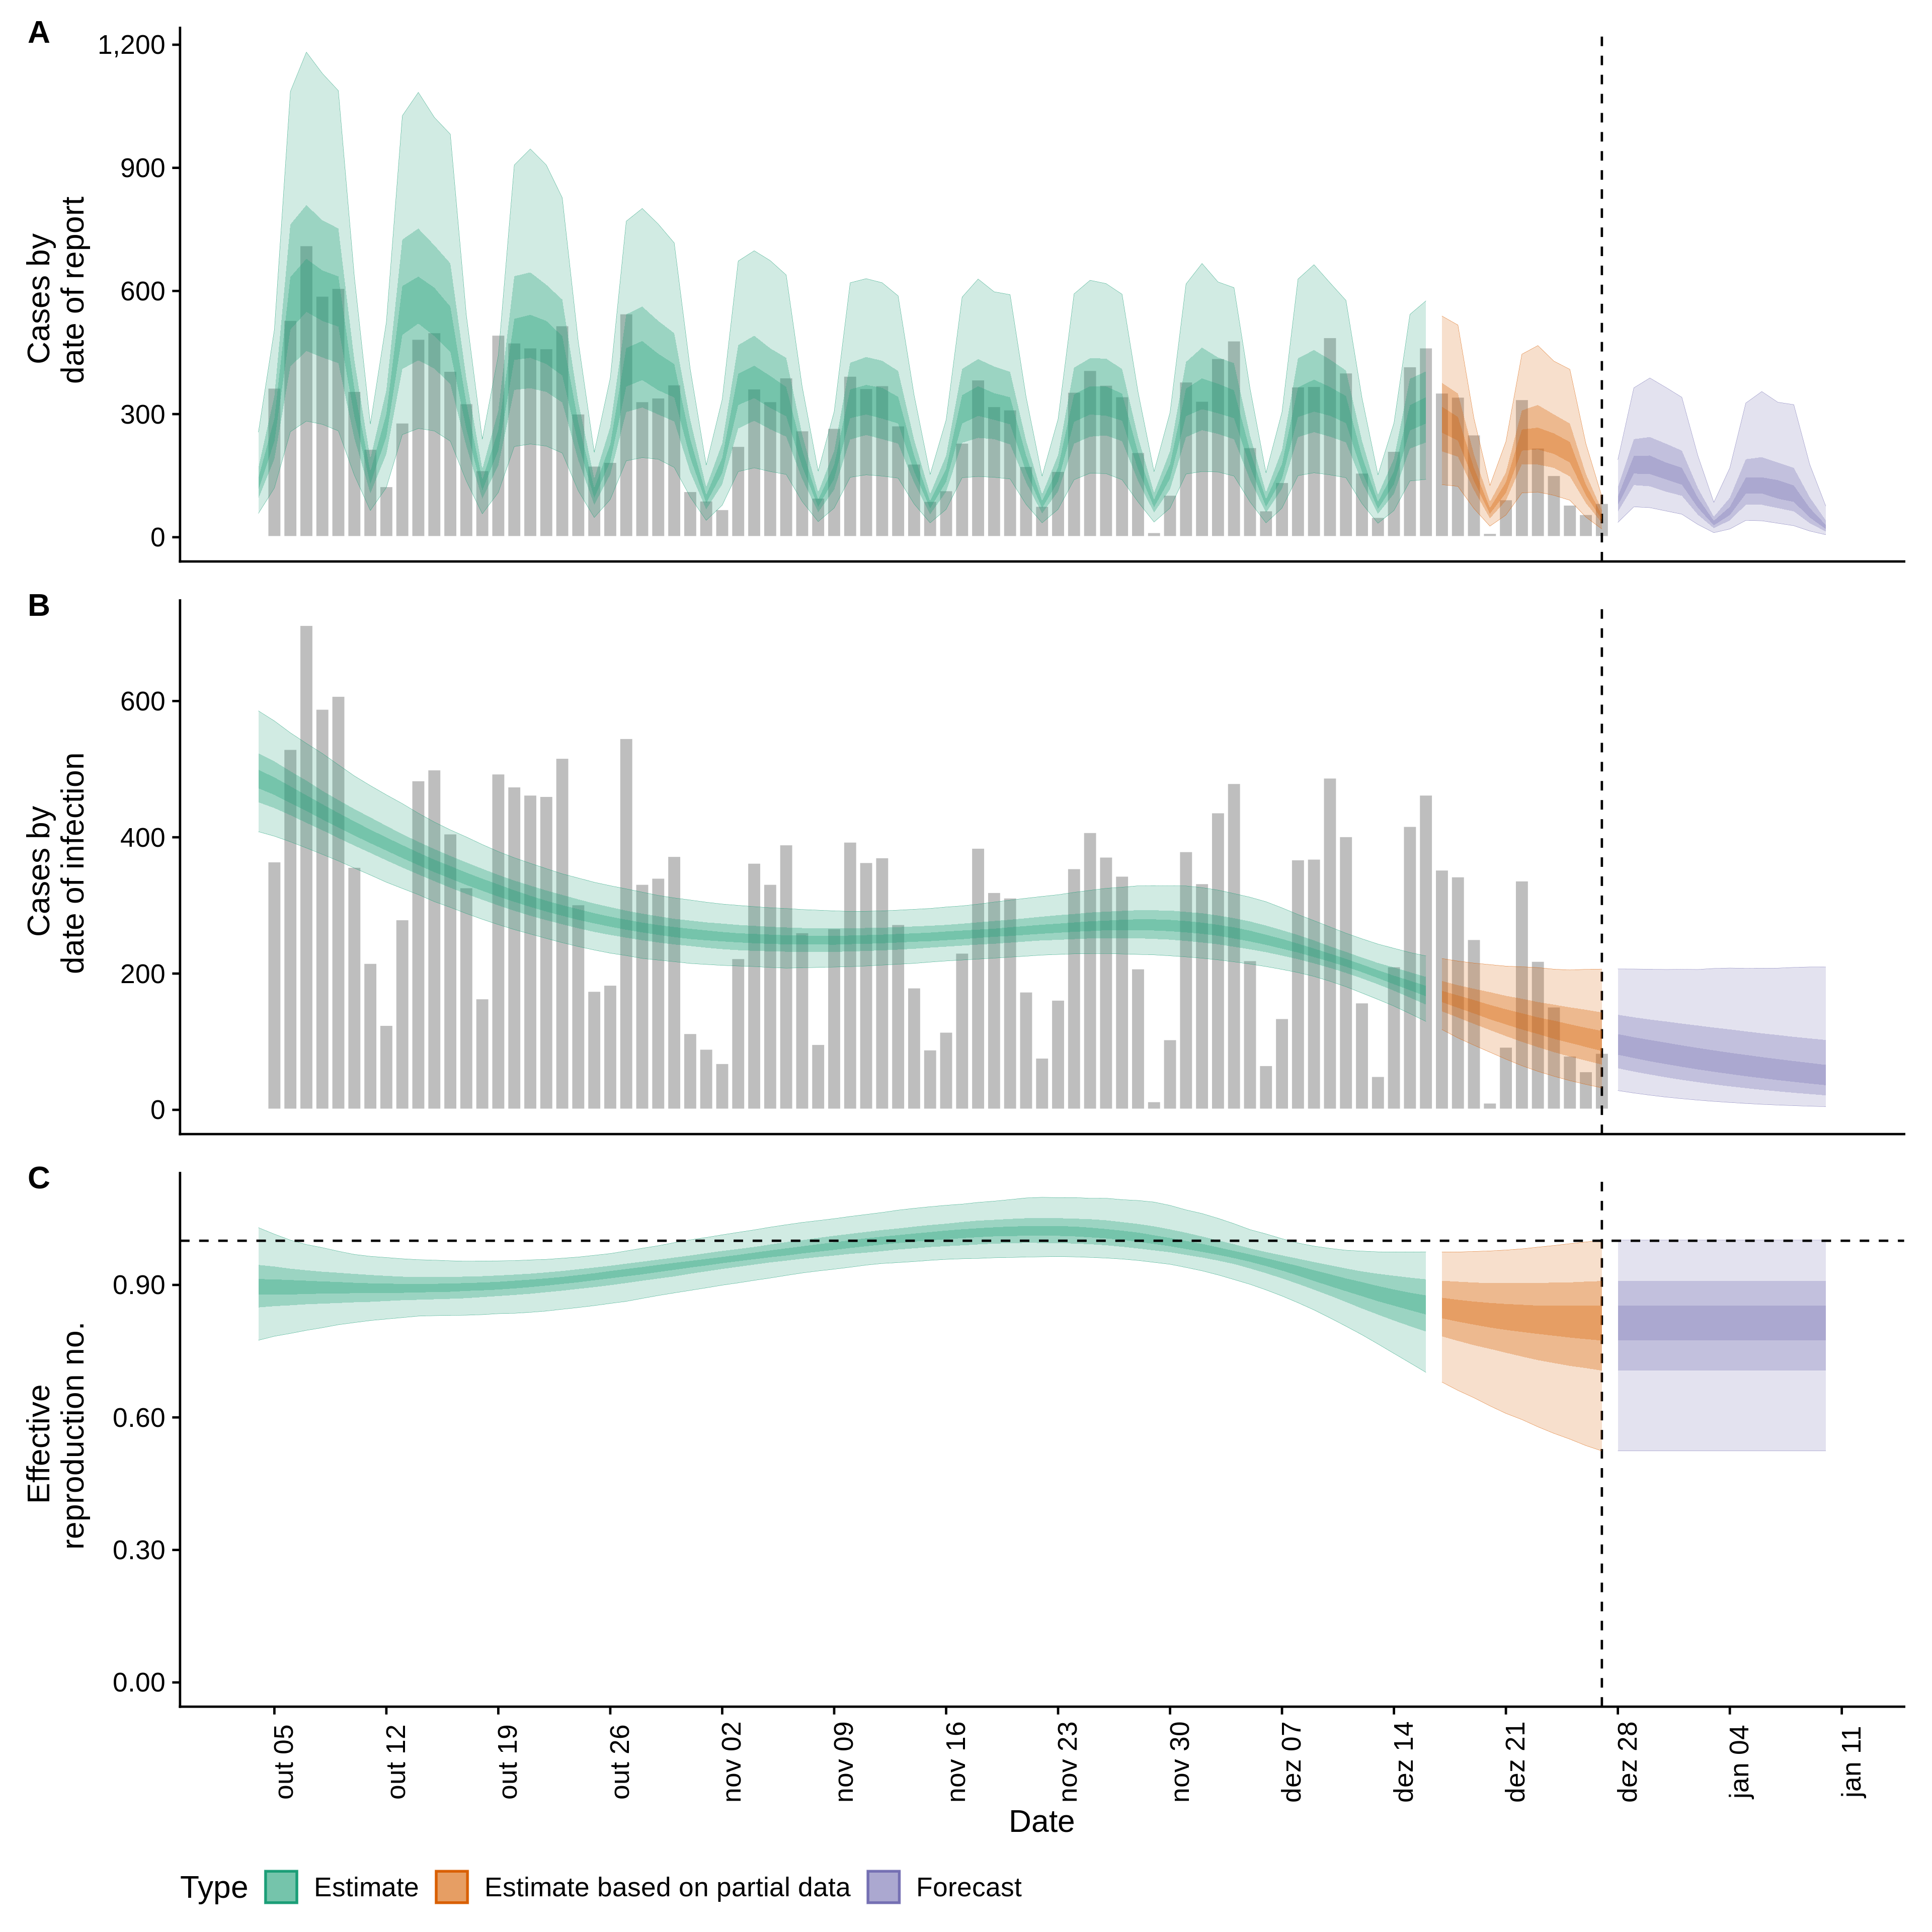 A
1,200
900
600
300
0
Cases by
date of report
B
600
400
200
0
Cases by
date of infection
C
0.90
0.60
0.30
0.00
Effective
reproduction no.
out 05
out 12
out 19
out 26
nov 02
nov 09
nov 16
nov 23
nov 30
dez 07
dez 14
dez 21
dez 28
jan 04
jan 11
Date
Type Estimate Estimate based on partial data Forecast